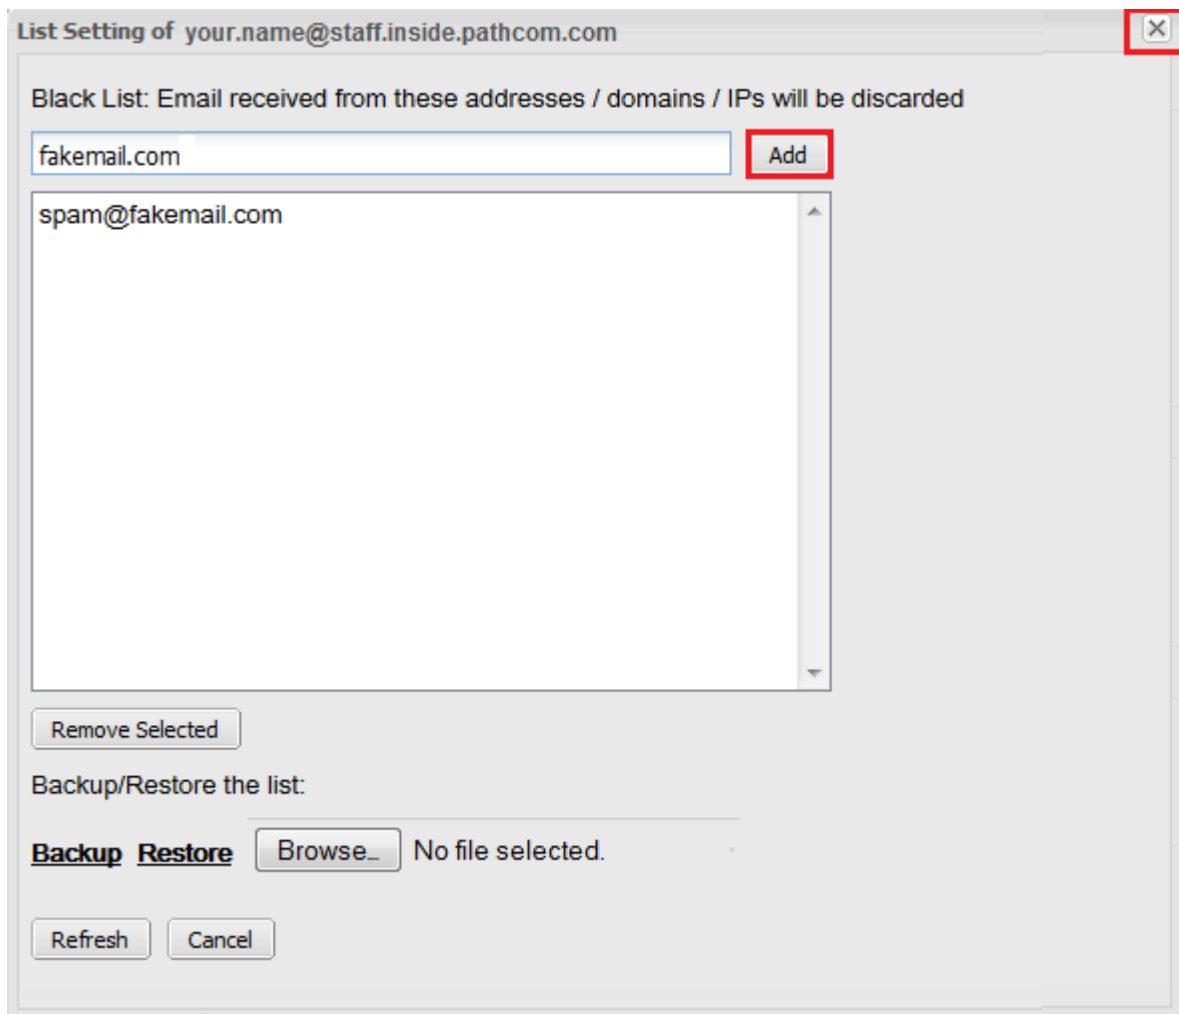 List Setting of your.name@staff.inside.pathcom.com
Black List: Email received from these addresses / domains / IPs will be discarded
fakemail.com Add
spam@fakemail.com
Remove Selected
Backup/Restore the list:
Backup Restore Browse... No file selected.
Refresh Cancel